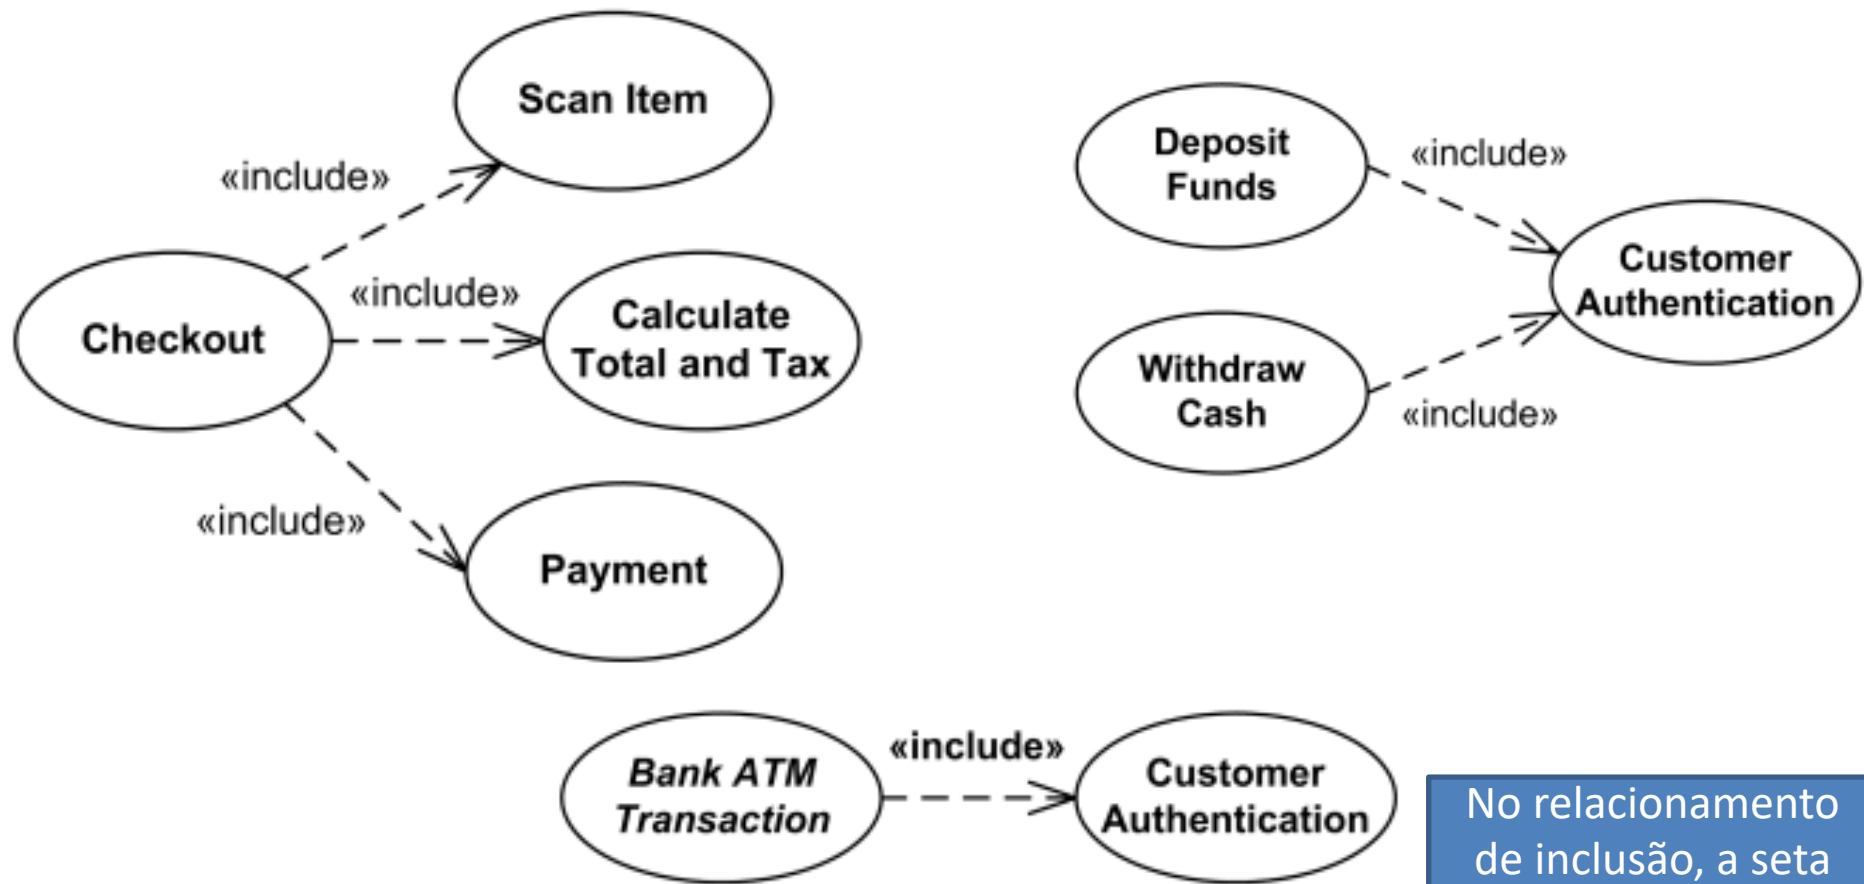 Scan Item
«include»
Checkout
«include»
Calculate
Total and Tax
«include»
Payment
Deposit
Funds
«include»
Customer
Authentication
Withdraw
Cash
«include»
Bank ATM
Transaction
«include»
Customer
Authentication
No relacionamento
de inclusão, a seta